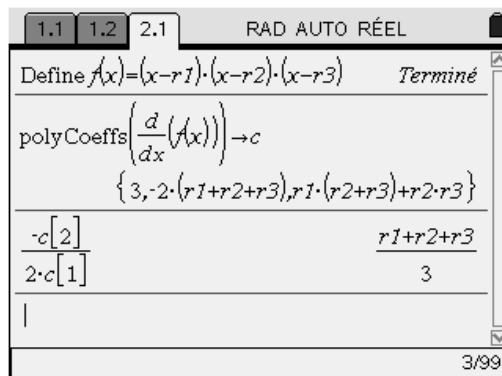 1.1 1.2 2.1 RAD AUTO RÉEL
Define f(x)=(x-r1)·(x-r2)·(x-r3) Terminé
polyCoeffs(d/dx(f(x)))→c
{3,-2·(r1+r2+r3),r1·(r2+r3)+r2·r3}
-c[2]/2·c[1] r1+r2+r3/3
3/99